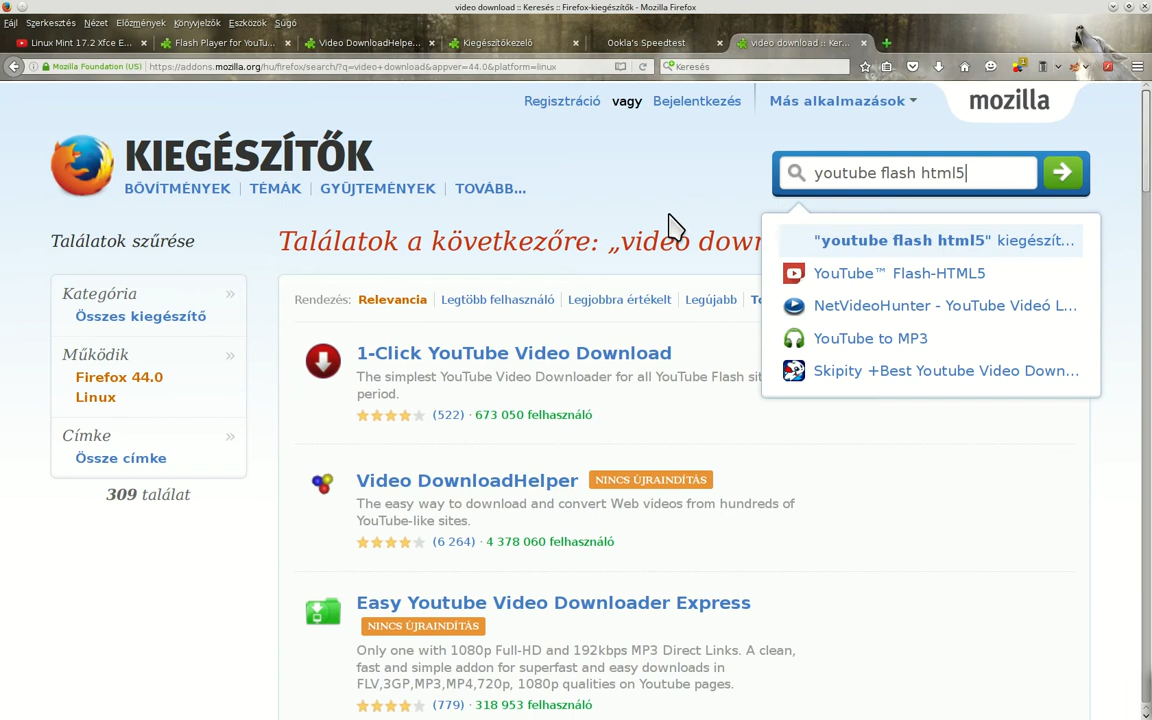 video download :: Keresés :: Firefox-kiegészítők - Mozilla Firefox
Fájl Szerkesztés Nézet Előzmények Könyvjelzők Eszközök Súgó
Linux Mint 17.2 Xfce E...
Flash Player for YouTu...
Video DownloadHelpe...
Kiegészítőkezelő
Ookla's Speedtest
video download :: Ker...
Mozilla Foundation (US)
https://addons.mozilla.org/hu/firefox/search/?q=video+download&appver=44.0&platform=linux
Keresés
Regisztráció vagy Bejelentkezés
Más alkalmazások
mozilla
KIEGÉSZÍTŐK
BŐVÍTMÉNYEK | TÉMÁK | GYŰJTEMÉNYEK | TOVÁBB...
youtube flash html5
"youtube flash html5" kiegészít...
YouTube™ Flash-HTML5
NetVideoHunter - YouTube Videó L...
YouTube to MP3
Skipity +Best Youtube Video Down...
Találatok szűrése
Kategória »
Összes kiegészítő
Működik »
Firefox 44.0
Linux
Címke »
Össze címke
309 találat
Találatok a következőre: „video down
Rendezés: Relevancia Legtöbb felhasználó Legjobbra értékelt Legújabb
1-Click YouTube Video Download
The simplest YouTube Video Downloader for all YouTube Flash sit
period.
(522) · 673 050 felhasználó
Video DownloadHelper NINCS ÚJRAINDÍTÁS
The easy way to download and convert Web videos from hundreds of
YouTube-like sites.
(6 264) · 4 378 060 felhasználó
Easy Youtube Video Downloader Express
NINCS ÚJRAINDÍTÁS
Only one with 1080p Full-HD and 192kbps MP3 Direct Links. A clean,
fast and simple addon for superfast and easy downloads in
FLV,3GP,MP3,MP4,720p, 1080p qualities on Youtube pages.
(779) · 318 953 felhasználó